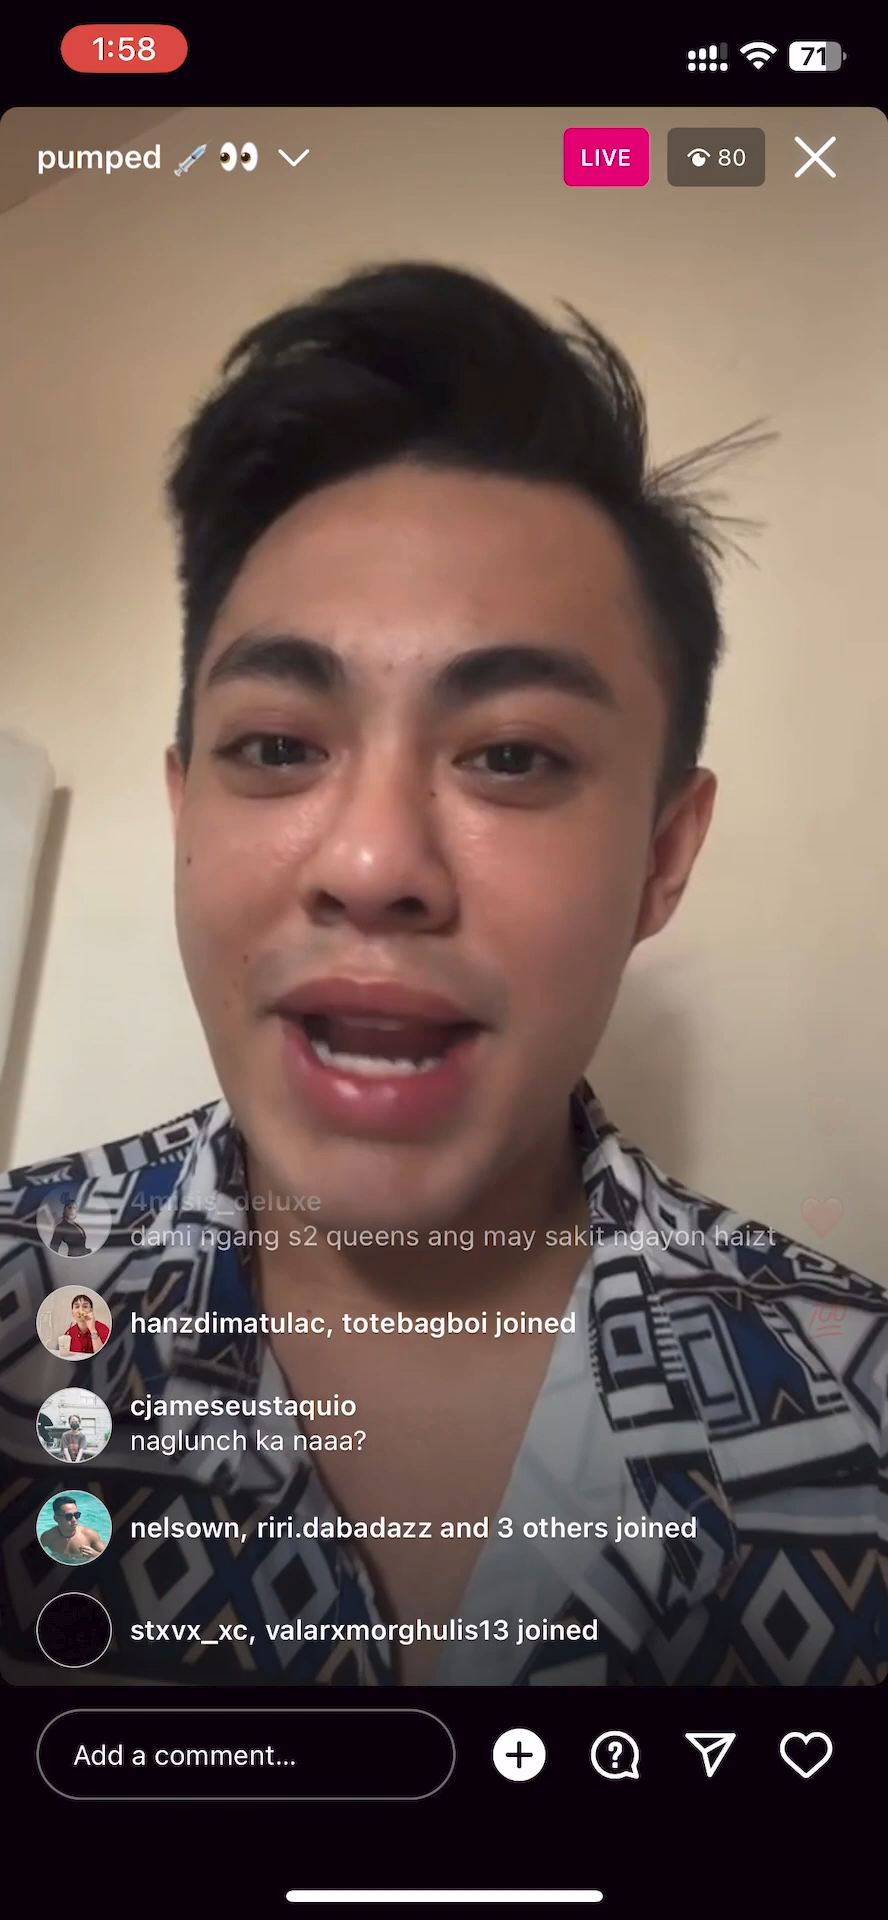 1:58
71
pumped 💉 👀
LIVE
80
4misis_deluxe
dami ngang s2 queens ang may sakit ngayon haizt
hanzdimatulac, totebagboi joined
cjameseustaquio
naglunch ka naaa?
nelsown, riri.dabadazz and 3 others joined
stxvx_xc, valarxmorghulis13 joined
Add a comment...